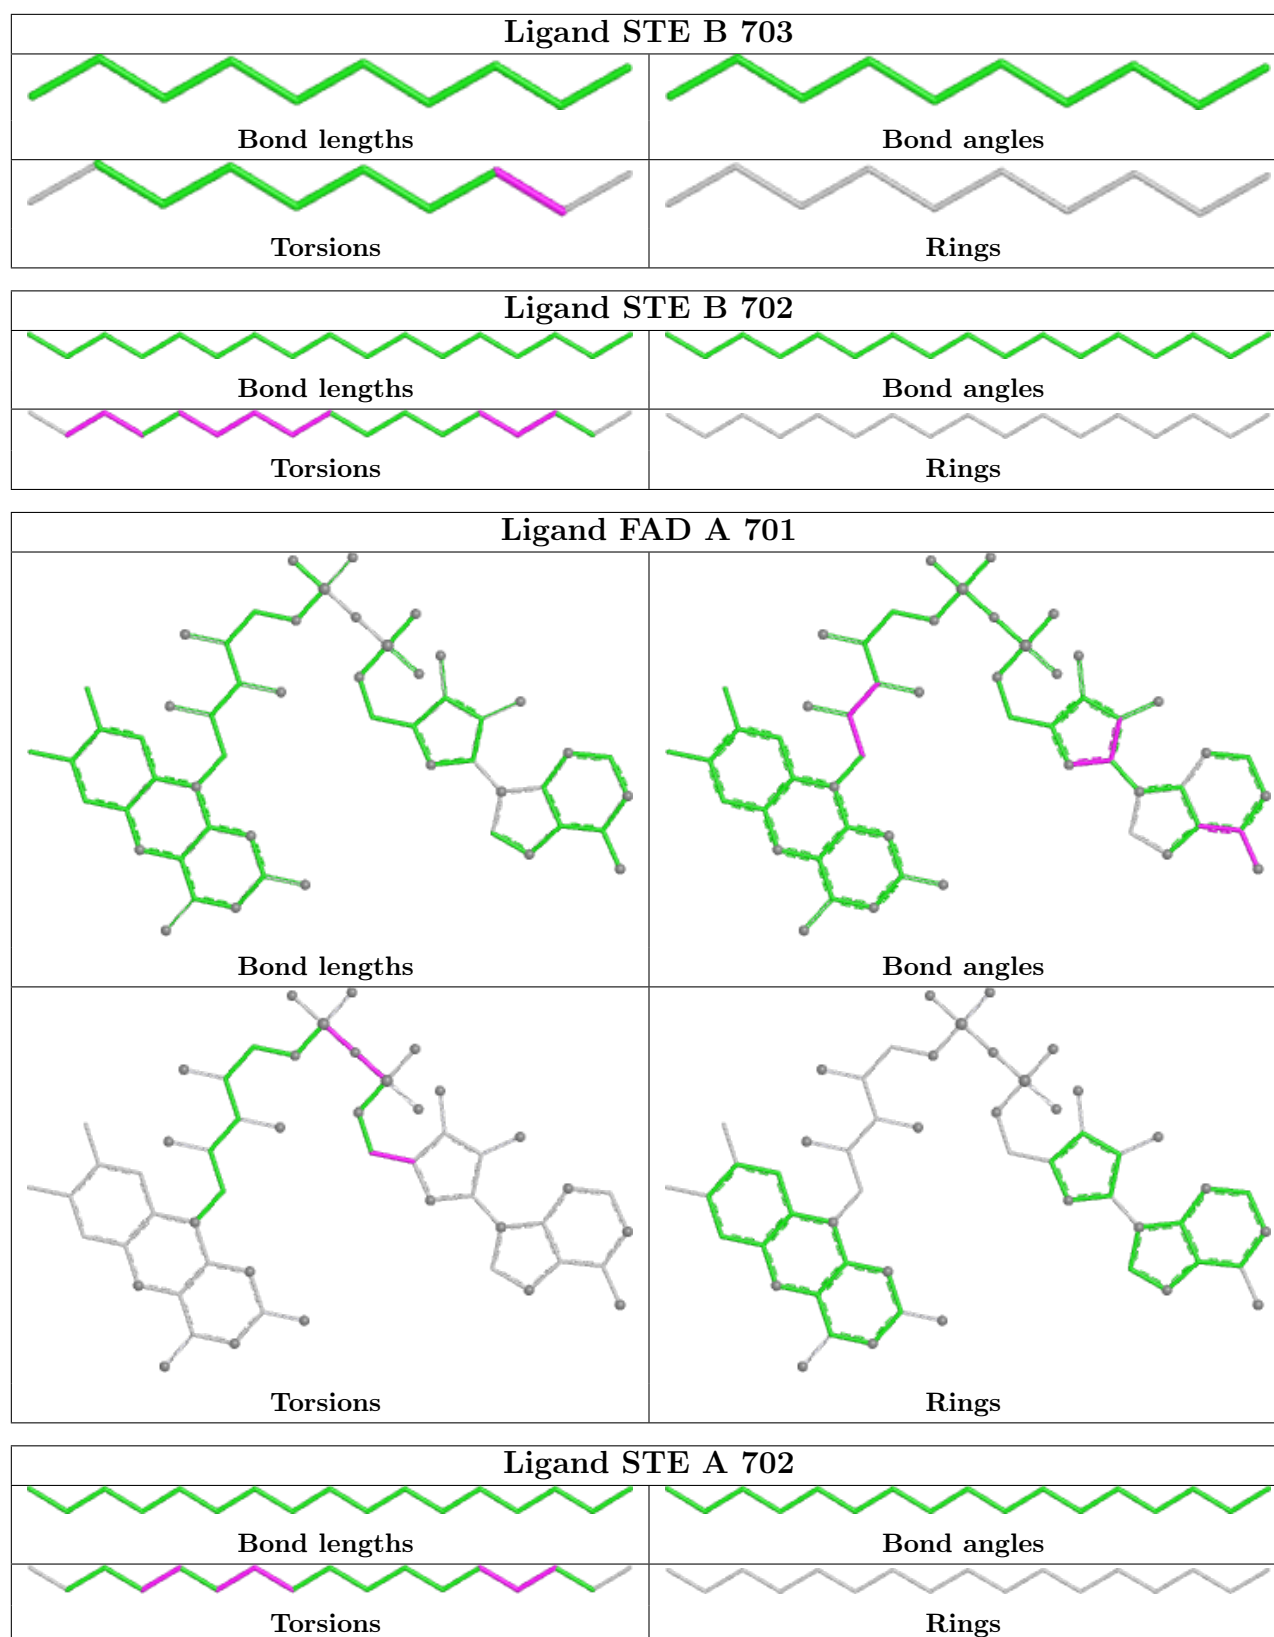 Ligand STE B 703
Bond lengths
Bond angles
Torsions
Rings
Ligand STE B 702
Bond lengths
Bond angles
Torsions
Rings
Ligand FAD A 701
Bond lengths
Bond angles
Torsions
Rings
Ligand STE A 702
Bond lengths
Bond angles
Torsions
Rings